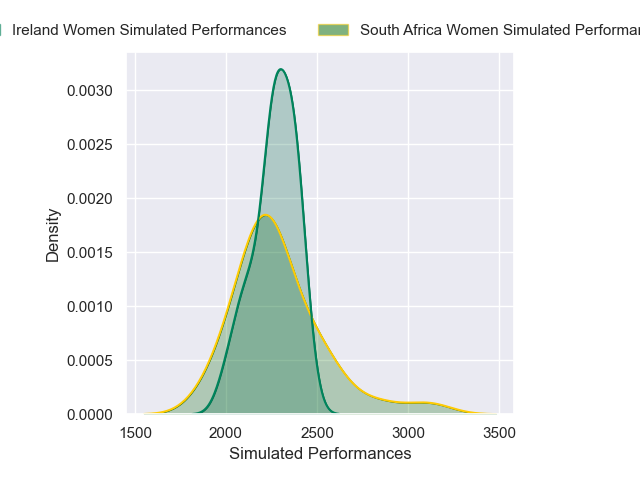 Ireland Women Simulated Performances
South Africa Women Simulated
0.0030
0.0025
0.0020
0.0015
0.0010
0.0005
0.0000
Density
1500 2000 2500 3000 3500
Simulated Performances